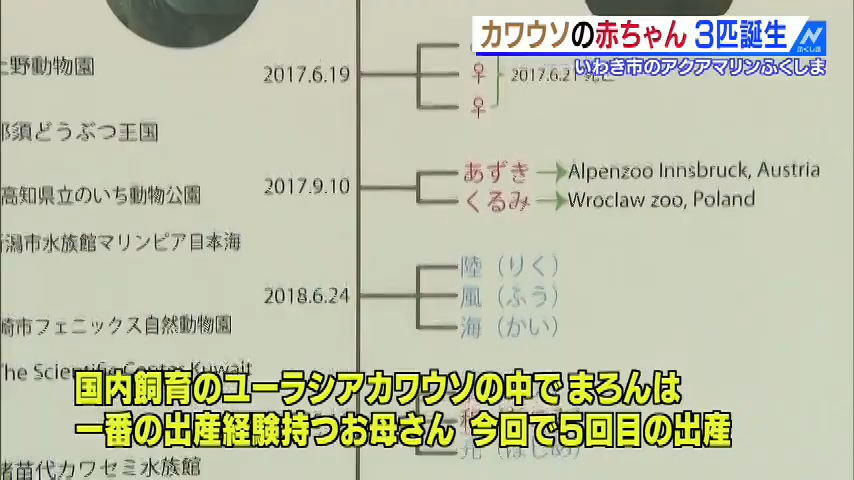 カワウソの赤ちゃん 3匹誕生
いわき市のアクアマリンふくしま
N
ふくしま
野動物園
2017.6.19
♀
♀
2017.6.21
須どうぶつ王国
高知県立のいち動物公園
2017.9.10
あずき
Alpenzoo Innsbruck, Austria
くるみ
Wroclaw zoo, Poland
潟市水族館マリンピア日本海
2018.6.24
陸（りく）
風（ふう）
海（かい）
崎市フェニックス自然動物園
The Scientific Center Kuwait
国内飼育のユーラシアカワウソの中で まろんは
一番の出産経験持つお母さん 今回で5回目の出産
（はじめ）
苗代カワセミ水族館